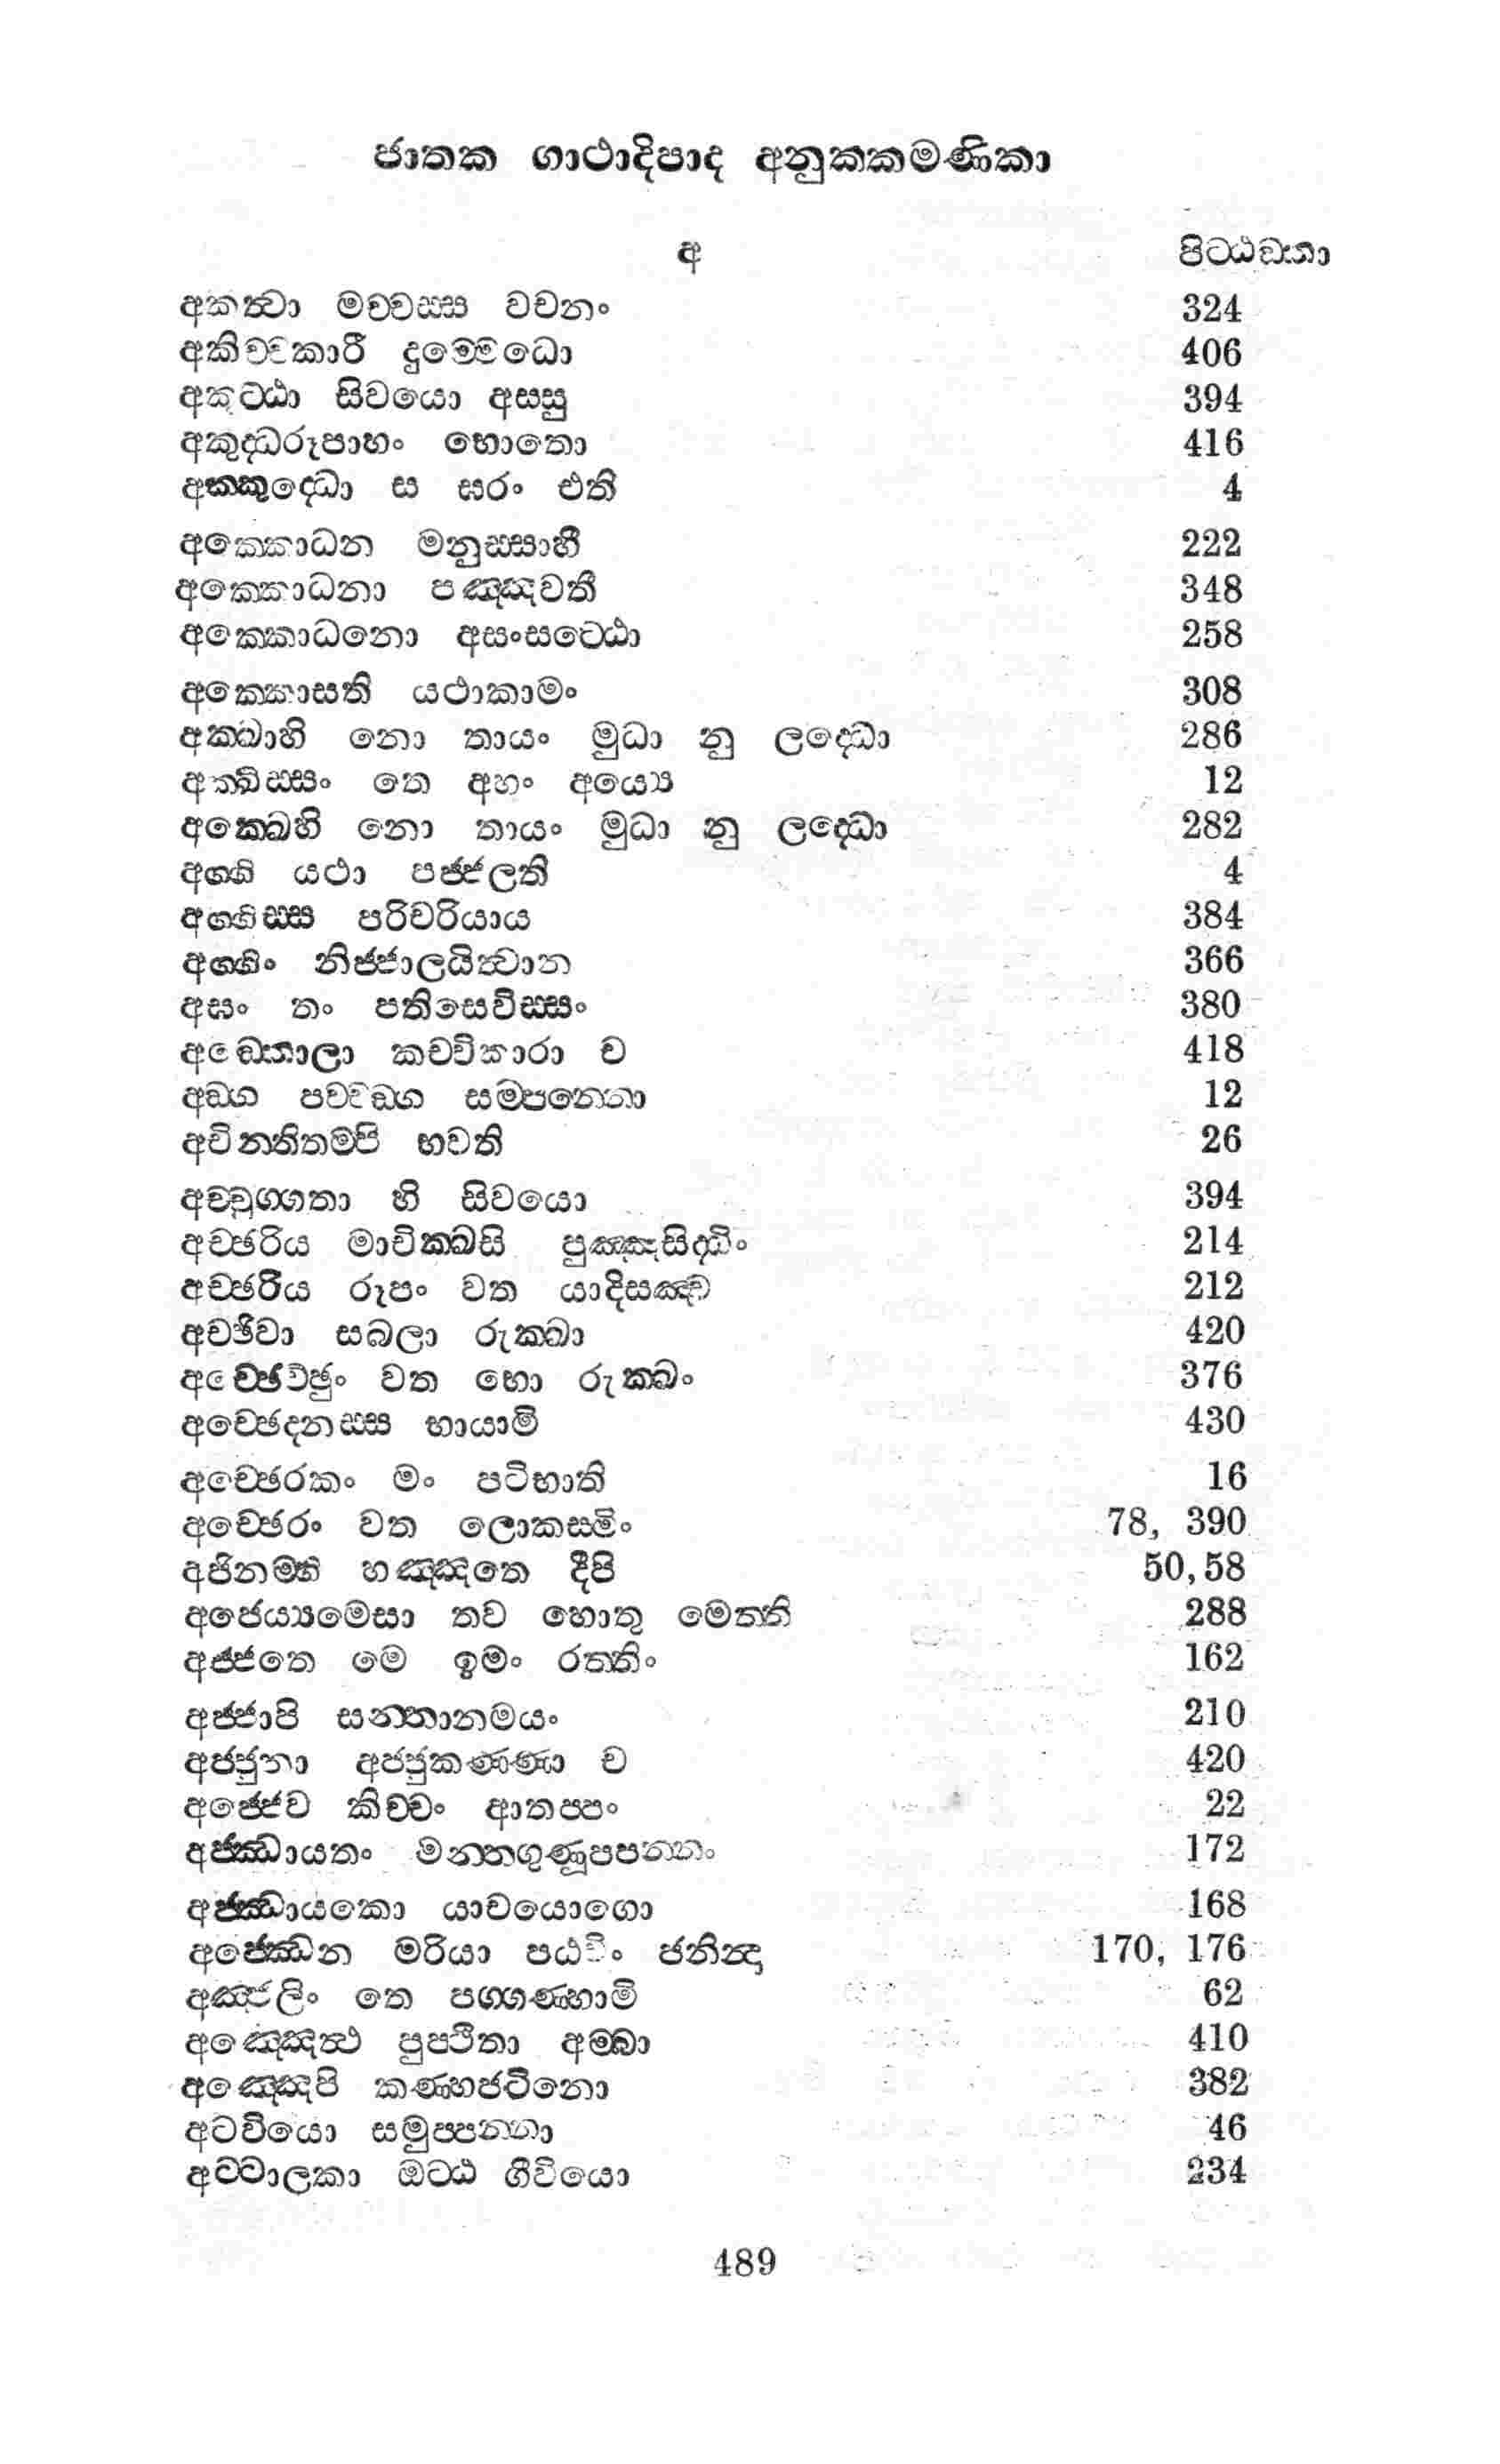 ජාතක ගාථාදිපාද අනුක්කමණිකා
අ පිට්ඨඞ්කා
අකත්වා මච්චස්ස වචනං 324
අකිච්චකාරී දුම්මේධො 406
අකුට්ඨා සිවයො අස්සු 394
අකුද්ධරූපාහං භොතො 416
අක්කුද්ධො ස ඝරං එති 4
අක්කොධන මනුස්සාහී 222
අක්කොධනා පඤ්ඤවතී 348
අක්කොධනො අසංසට්ඨො 258
අක්කොසති යථාකාමං 308
අක්ඛාහි නො තායං මුධා නු ලද්ධො 286
අක්ඛිස්සං තෙ අහං අය්යෙ 12
අක්ඛෙහි නො තායං මුධා නු ලද්ධො 282
අග්ගි යථා පජ්ජලති 4
අග්ගිස්ස පරිචරියාය 384
අග්ගිං නිජ්ජාලයිත්වාන 366
අඝං තං පතිසෙවිස්සං 380
අඞ්කොලා කච්විකාරා ච 418
අඞ්ග පච්චඞ්ග සම්පන්නො 12
අචින්තිතම්පි භවති 26
අච්චුග්ගතා හි සිවයො 394
අච්ඡරිය මාචික්ඛසි පුඤ්ඤසිද්ධිං 214
අච්ඡරිය රූපං වත යාදිසඤ්ච 212
අච්ඡිවා සබලා රුක්ඛා 420
අච්ඡෙච්ඡුං වත භො රුක්ඛං 376
අච්ඡෙදනස්ස භායාමි 430
අච්ඡෙරකං මං පටිභාති 16
අච්ඡෙරං වත ලොකස්මිං 78, 390
අජිනම්හි හඤ්ඤතෙ දීපි 50,58
අජෙය්‍යමෙසා තව හොතු මෙත්ති 288
අජ්ජතෙ මෙ ඉමං රත්තිං 162
අජ්ජාපි සන්තානමයං 210
අජ්ජුනා අජ්ජුකණ්ණා ච 420
අජ්ජෙව කිච්චං ආතප්පං 22
අජ්ඣායතං මන්තගුණූපපන්නං 172
අජ්ඣායකො යාචයොගො 168
අජ්ඣෙන මරියා පඨවිං ජනින්ද 170, 176
අඤ්ජලිං තෙ පග්ගණ්හාමි 62
අඤ්ඤෙත්ථ පුප්ඵිතා අම්බා 410
අඤ්ඤෙපි කණ්හජටිනො 382
අටවියො සමුප්පන්නා 46
අට්ටාලකා ඔට්ඨ ගීවියො 234
489